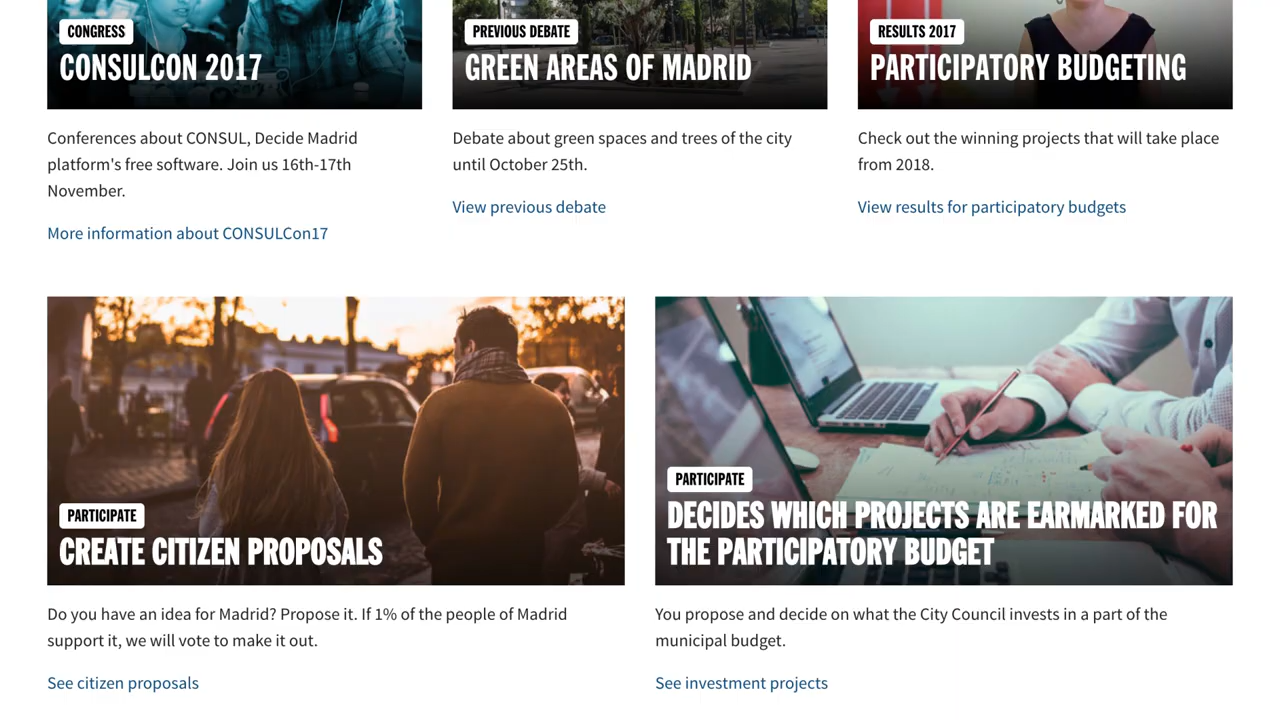 CONGRESS
CONSULCON 2017
Conferences about CONSUL, Decide Madrid
platform's free software. Join us 16th-17th
November.
More information about CONSULCon17
PREVIOUS DEBATE
GREEN AREAS OF MADRID
Debate about green spaces and trees of the city
until October 25th.
View previous debate
RESULTS 2017
PARTICIPATORY BUDGETING
Check out the winning projects that will take place
from 2018.
View results for participatory budgets
PARTICIPATE
CREATE CITIZEN PROPOSALS
Do you have an idea for Madrid? Propose it. If 1% of the people of Madrid
support it, we will vote to make it out.
See citizen proposals
PARTICIPATE
DECIDES WHICH PROJECTS ARE EARMARKED FOR
THE PARTICIPATORY BUDGET
You propose and decide on what the City Council invests in a part of the
municipal budget.
See investment projects